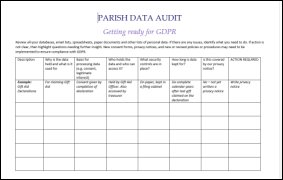 PARISH DATA AUDIT
Getting ready for GDPR
Review all your databases, email lists, spreadsheets, paper documents and other lists of personal data. If there are any issues, identify what you need to do. If action is
not clear, then highlight questions needing further discussion. New consent forms, privacy notices, and new or revised policies or procedures may need to be
implemented to ensure compliance with GDPR.
Description
Who is the data held and what is it used for
Basis for processing data (e.g. consent, legitimate interest)
Who holds the data and who can access it?
What security controls are in place?
How long is data kept for?
Is this covered by our privacy notice?
ACTION REQUIRED
Example: Gift Aid Declarations
For claiming Gift Aid
Consent given by completion of declaration
Held by Gift Aid Officer. Also accessed by treasurer
On paper, kept in filing cabinet
Six complete calendar years after last gift claimed on the declaration
No – not yet written a privacy notice
Write privacy notice